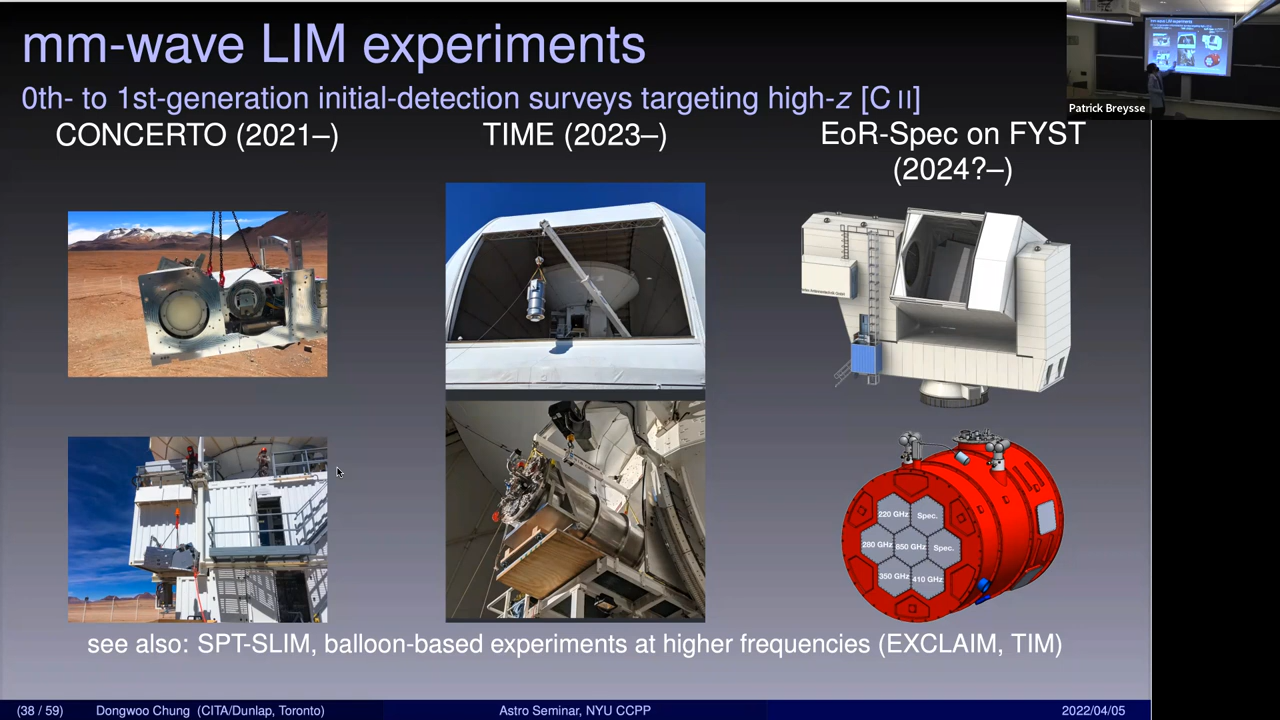 mm-wave LIM experiments
0th- to 1st-generation initial-detection surveys targeting high-z [C II]
Patrick Breysse
CONCERTO (2021–)
TIME (2023–)
EoR-Spec on FYST
(2024?–)
220 GHz
Spec.
280 GHz
850 GHz
Spec.
350 GHz
410 GHz
see also: SPT-SLIM, balloon-based experiments at higher frequencies (EXCLAIM, TIM)
(38 / 59)
Dongwoo Chung (CITA/Dunlap, Toronto)
Astro Seminar, NYU CCPP
2022/04/05